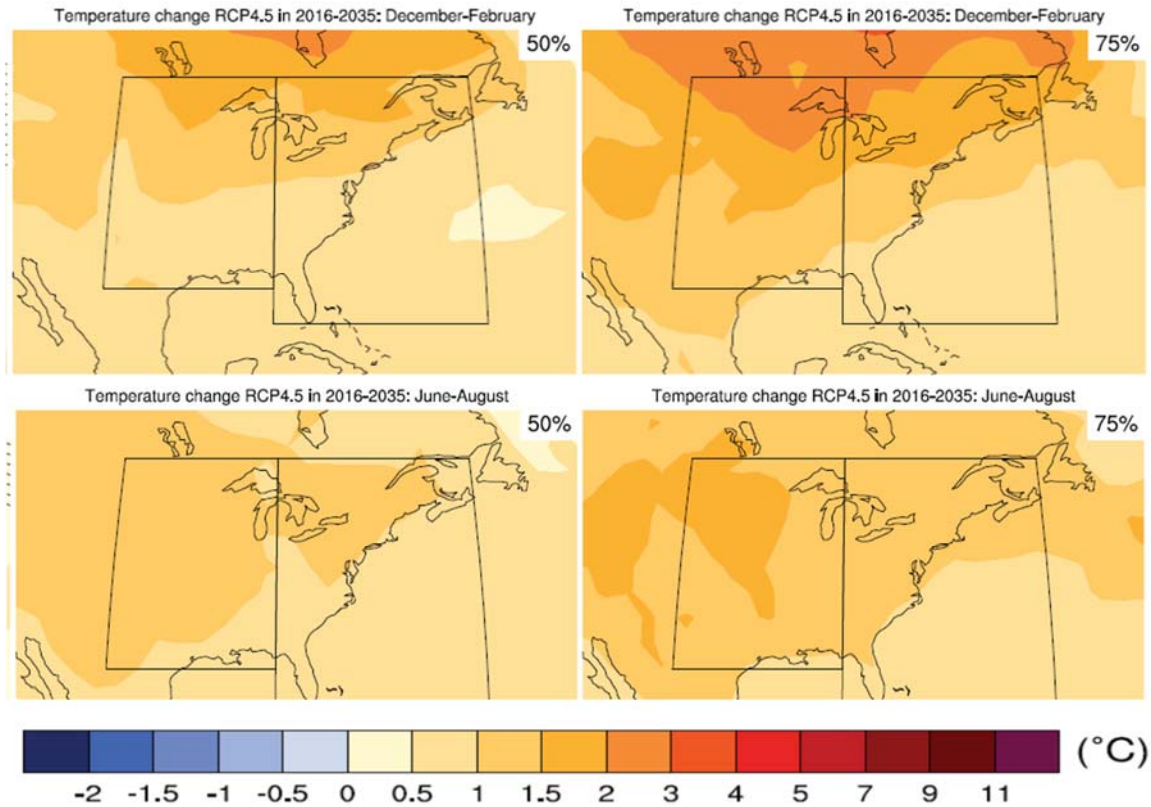 Temperature change RCP4.5 in 2016-2035: December-February
50%
Temperature change RCP4.5 in 2016-2035: December-February
75%
Temperature change RCP4.5 in 2016-2035: June-August
50%
Temperature change RCP4.5 in 2016-2035: June-August
75%
-2 -1.5 -1 -0.5 0 0.5 1 1.5 2 3 4 5 7 9 11 (°C)